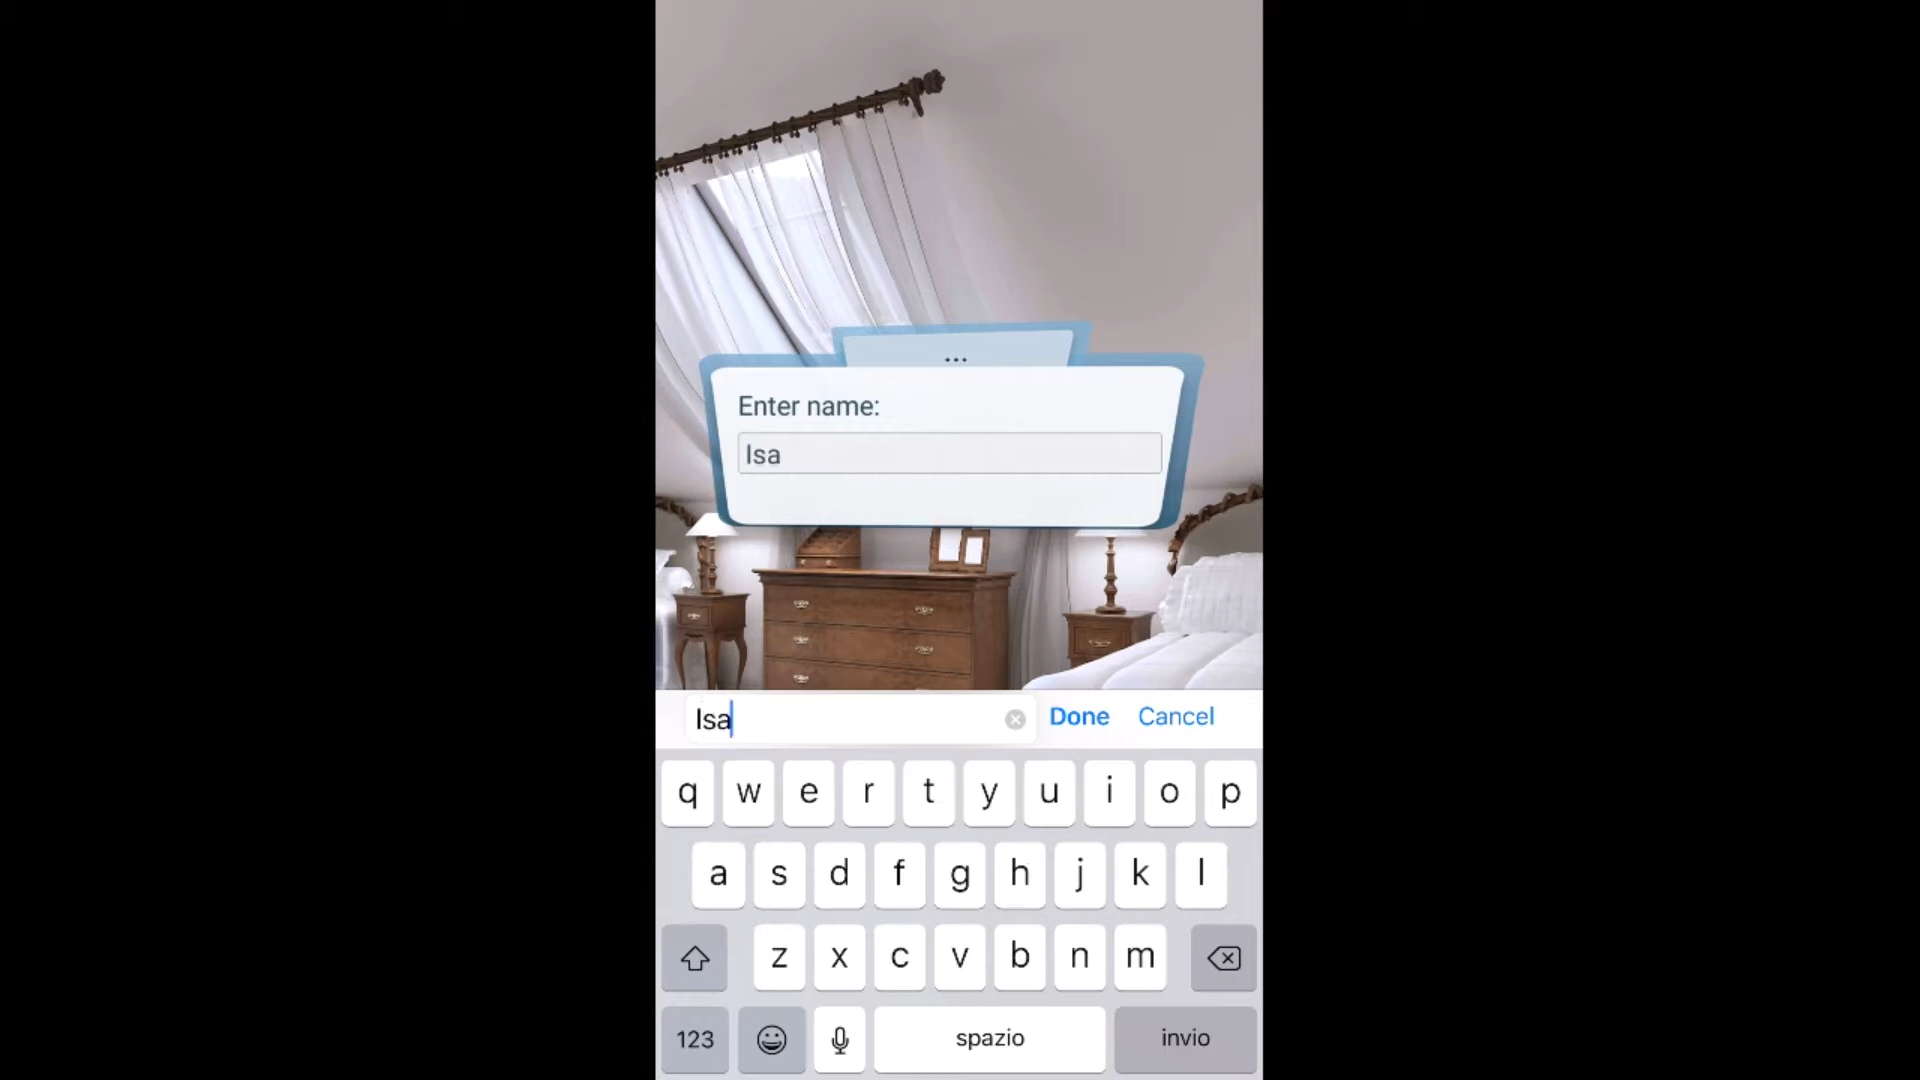 ...
Enter name:
Isa
Isa
Done Cancel
q w e r t y u i o p
a s d f g h j k l
z x c v b n m
123 spazio invio